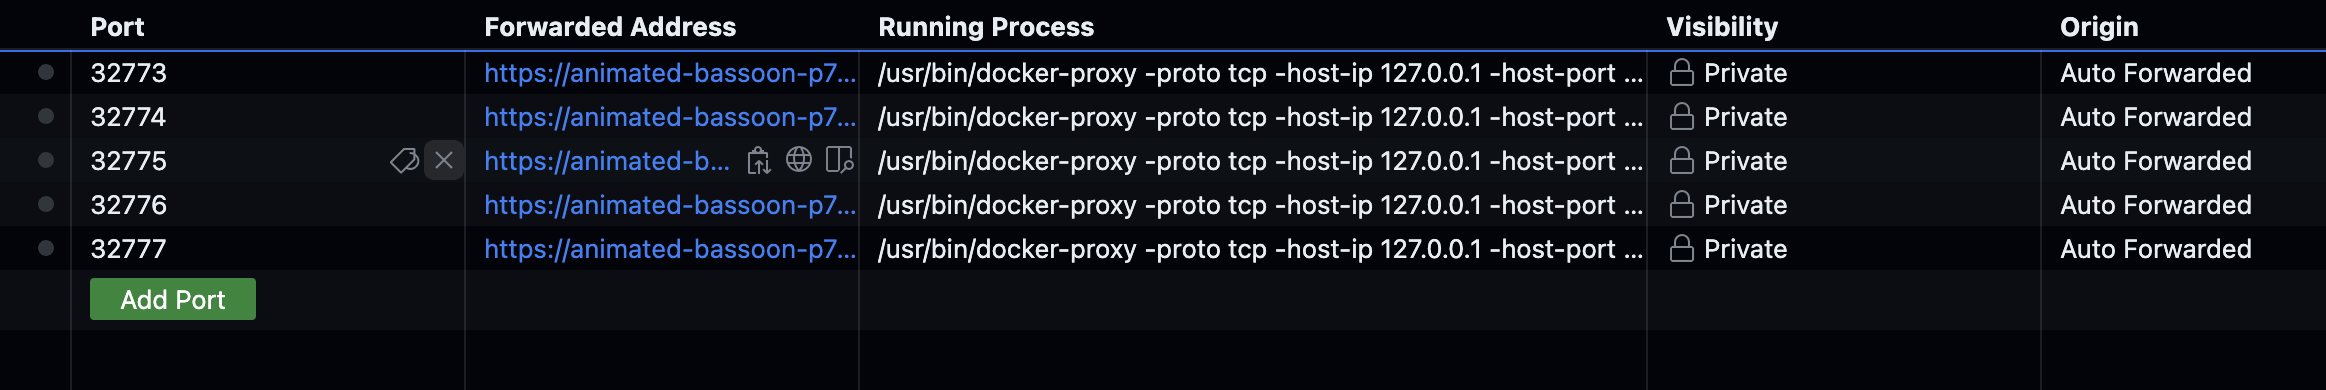 Port Forwarded Address Running Process Visibility Origin
32773 https://animated-bassoon-p7... /usr/bin/docker-proxy -proto tcp -host-ip 127.0.0.1 -host-port ... Private Auto Forwarded
32774 https://animated-bassoon-p7... /usr/bin/docker-proxy -proto tcp -host-ip 127.0.0.1 -host-port ... Private Auto Forwarded
32775 https://animated-b... /usr/bin/docker-proxy -proto tcp -host-ip 127.0.0.1 -host-port ... Private Auto Forwarded
32776 https://animated-bassoon-p7... /usr/bin/docker-proxy -proto tcp -host-ip 127.0.0.1 -host-port ... Private Auto Forwarded
32777 https://animated-bassoon-p7... /usr/bin/docker-proxy -proto tcp -host-ip 127.0.0.1 -host-port ... Private Auto Forwarded
Add Port